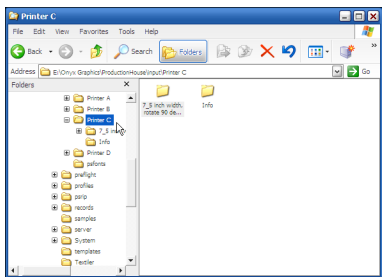 Printer C
File Edit View Favorites Tools Help
Back Search Folders
Address E:\Onyx Graphics\ProductionHouse\input\Printer C Go
Folders
Printer A
Printer B
Printer C
7_5 in
Info
Printer D
psfonts
preflight
profiles
psrip
records
samples
server
System
templates
Textiler
7_5 inch width,
rotate 90 de...
Info